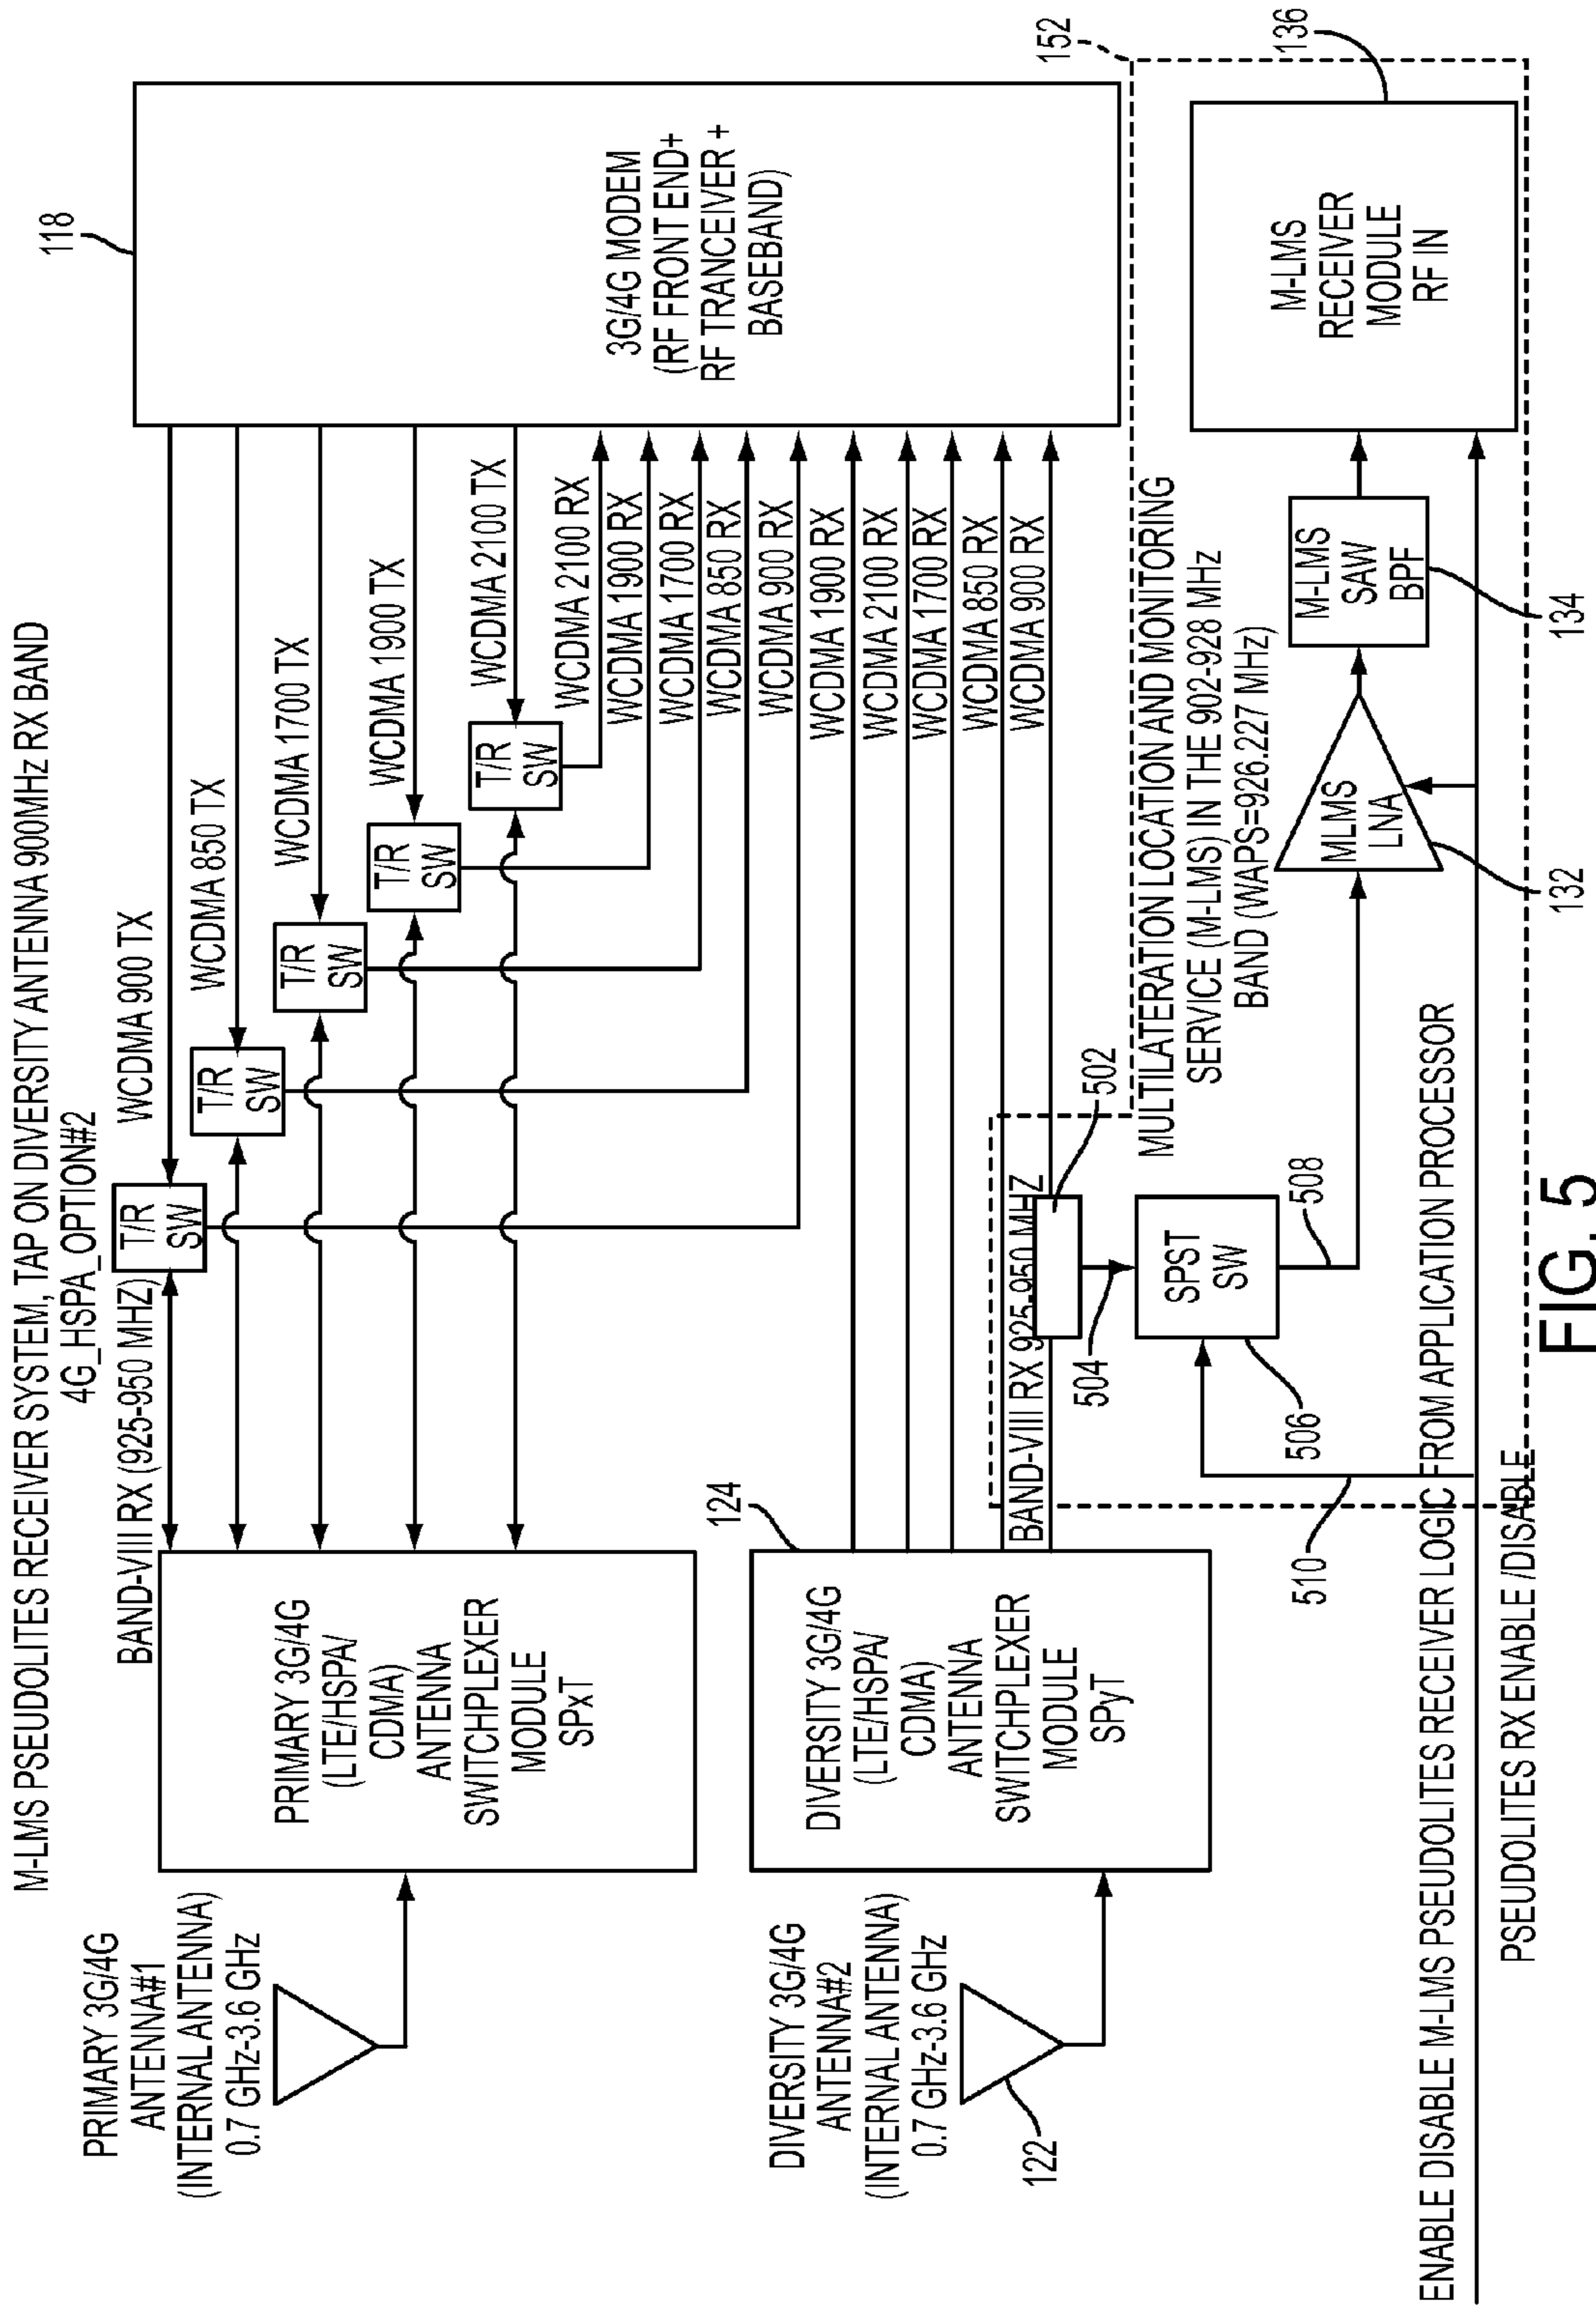 M-LMS PSEUDOLITES RECEIVER SYSTEM, TAP ON DIVERSITY ANTENNA 900MHz RX BAND
4G_HSPA_OPTION#2
PRIMARY 3G/4G
ANTENNA#1
(INTERNAL ANTENNA)
0.7 GHz-3.6 GHz
BAND-VIII RX (925-950 MHZ)
PRIMARY 3G/4G
(LTE/HSPA/
CDMA)
ANTENNA
SWITCHPLEXER
MODULE
SPxT
T/R
SW
T/R
SW
T/R
SW
T/R
SW
T/R
SW
WCDMA 900 TX
WCDMA 850 TX
WCDMA 1700 TX
WCDMA 1900 TX
WCDMA 2100 TX
WCDMA 2100 RX
WCDMA 1900 RX
WCDMA 1700 RX
WCDMA 850 RX
WCDMA 900 RX
WCDMA 1900 RX
WCDMA 2100 RX
WCDMA 1700 RX
WCDMA 850 RX
WCDMA 900 RX
118
3G/4G MODEM
(RF FRONT END+
RF TRANCEIVER +
BASEBAND)
DIVERSITY 3G/4G
ANTENNA#2
(INTERNAL ANTENNA)
0.7 GHz-3.6 GHz
122
124
DIVERSITY 3G/4G
(LTE/HSPA/
CDMA)
ANTENNA
SWITCHPLEXER
MODULE
SPyT
BAND-VIII RX 925-950 MHZ
502
504
SPST
SW
506
508
510
152
MULTILATERATION LOCATION AND MONITORING
SERVICE (M-LMS) IN THE 902-928 MHz
BAND (WAPS=926.227 MHz)
MLMS
LNA
132
M-LMS
SAW
BPF
134
M-LMS
RECEIVER
MODULE
RF IN
136
ENABLE DISABLE M-LMS PSEUDOLITES RECEIVER LOGIC FROM APPLICATION PROCESSOR
PSEUDOLITES RX ENABLE /DISABLE
FIG. 5